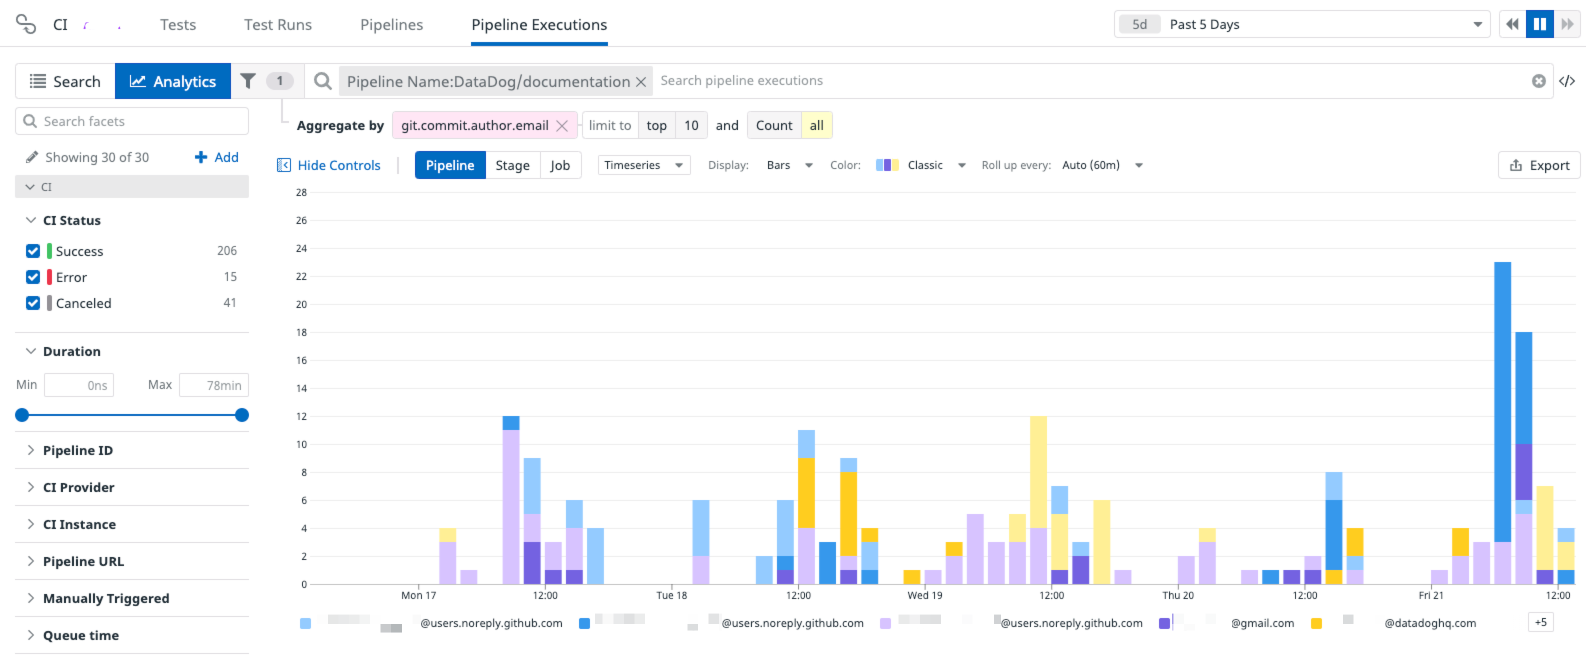 CI
Tests
Test Runs
Pipelines
Pipeline Executions
5d Past 5 Days
Search
Analytics
1
Pipeline Name:DataDog/documentation
Search pipeline executions
</>
Search facets
Aggregate by git.commit.author.email limit to top 10 and Count all
Showing 30 of 30
Add
Hide Controls
Pipeline Stage Job
Timeseries
Display: Bars
Color: Classic
Roll up every: Auto (60m)
Export
CI
CI Status
Success 206
Error 15
Canceled 41
Duration
Min 0ns Max 78min
Pipeline ID
CI Provider
CI Instance
Pipeline URL
Manually Triggered
Queue time
28
26
24
22
20
18
16
14
12
10
8
6
4
2
0
Mon 17 12:00 Tue 18 12:00 Wed 19 12:00 Thu 20 12:00 Fri 21 12:00
@users.noreply.github.com @users.noreply.github.com @users.noreply.github.com @gmail.com @datadoghq.com +5